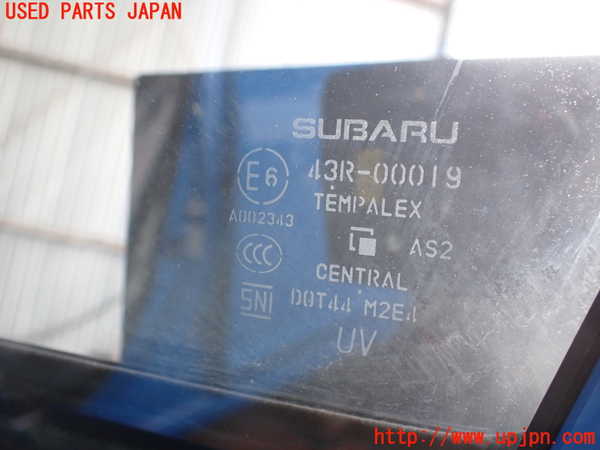 USED PARTS JAPAN
SUBARU
E6 43R-00019
TEMPALEX
A002343
AS2
CCC
CENTRAL
SNI DOT44 M2E4
UV
http://www.upjpn.com/